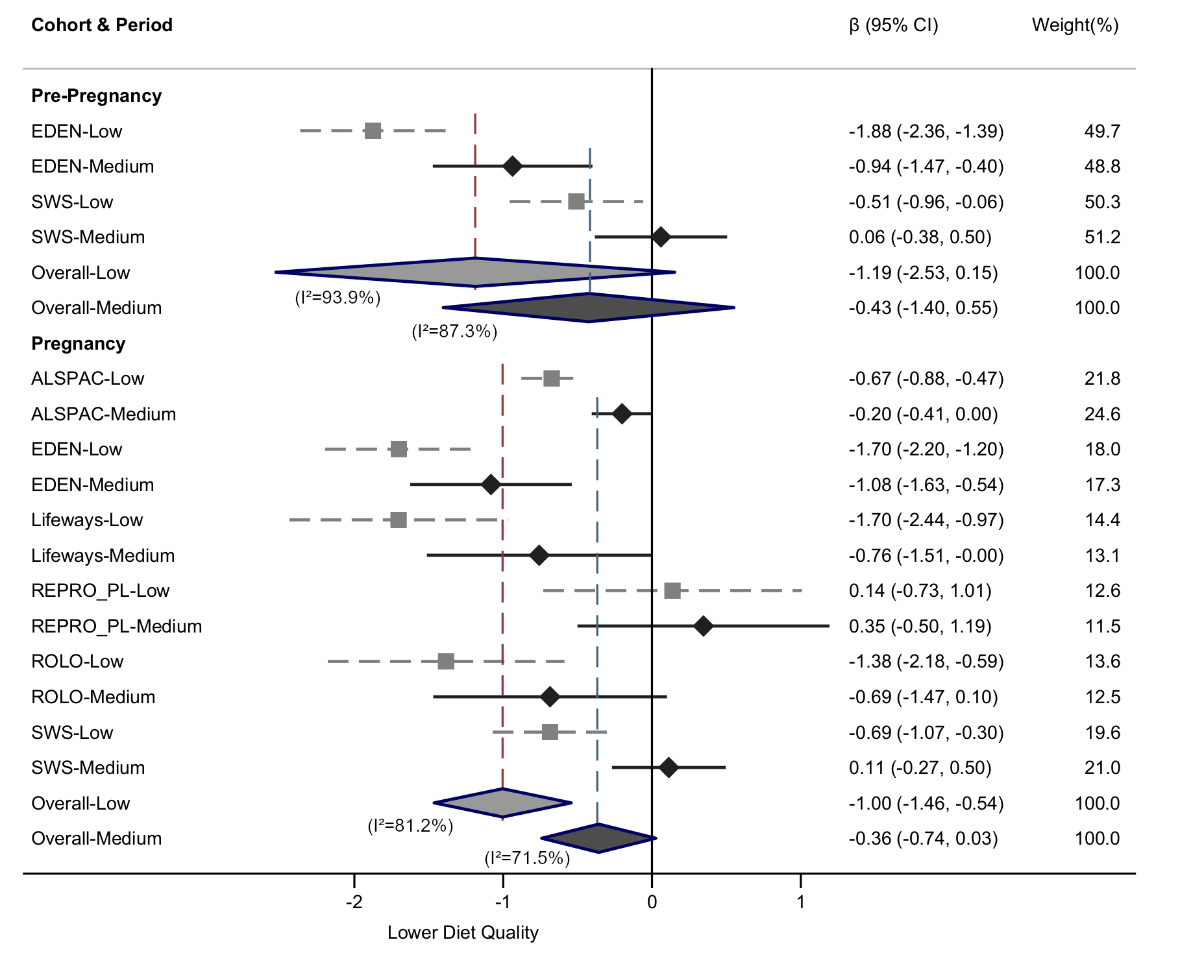 Cohort & Period β (95% CI) Weight(%)
Pre-Pregnancy
EDEN-Low -1.88 (-2.36, -1.39) 49.7
EDEN-Medium -0.94 (-1.47, -0.40) 48.8
SWS-Low -0.51 (-0.96, -0.06) 50.3
SWS-Medium 0.06 (-0.38, 0.50) 51.2
Overall-Low -1.19 (-2.53, 0.15) 100.0
(I²=93.9%)
Overall-Medium -0.43 (-1.40, 0.55) 100.0
(I²=87.3%)
Pregnancy
ALSPAC-Low -0.67 (-0.88, -0.47) 21.8
ALSPAC-Medium -0.20 (-0.41, 0.00) 24.6
EDEN-Low -1.70 (-2.20, -1.20) 18.0
EDEN-Medium -1.08 (-1.63, -0.54) 17.3
Lifeways-Low -1.70 (-2.44, -0.97) 14.4
Lifeways-Medium -0.76 (-1.51, -0.00) 13.1
REPRO_PL-Low 0.14 (-0.73, 1.01) 12.6
REPRO_PL-Medium 0.35 (-0.50, 1.19) 11.5
ROLO-Low -1.38 (-2.18, -0.59) 13.6
ROLO-Medium -0.69 (-1.47, 0.10) 12.5
SWS-Low -0.69 (-1.07, -0.30) 19.6
SWS-Medium 0.11 (-0.27, 0.50) 21.0
Overall-Low -1.00 (-1.46, -0.54) 100.0
(I²=81.2%)
Overall-Medium -0.36 (-0.74, 0.03) 100.0
(I²=71.5%)
-2 -1 0 1
Lower Diet Quality